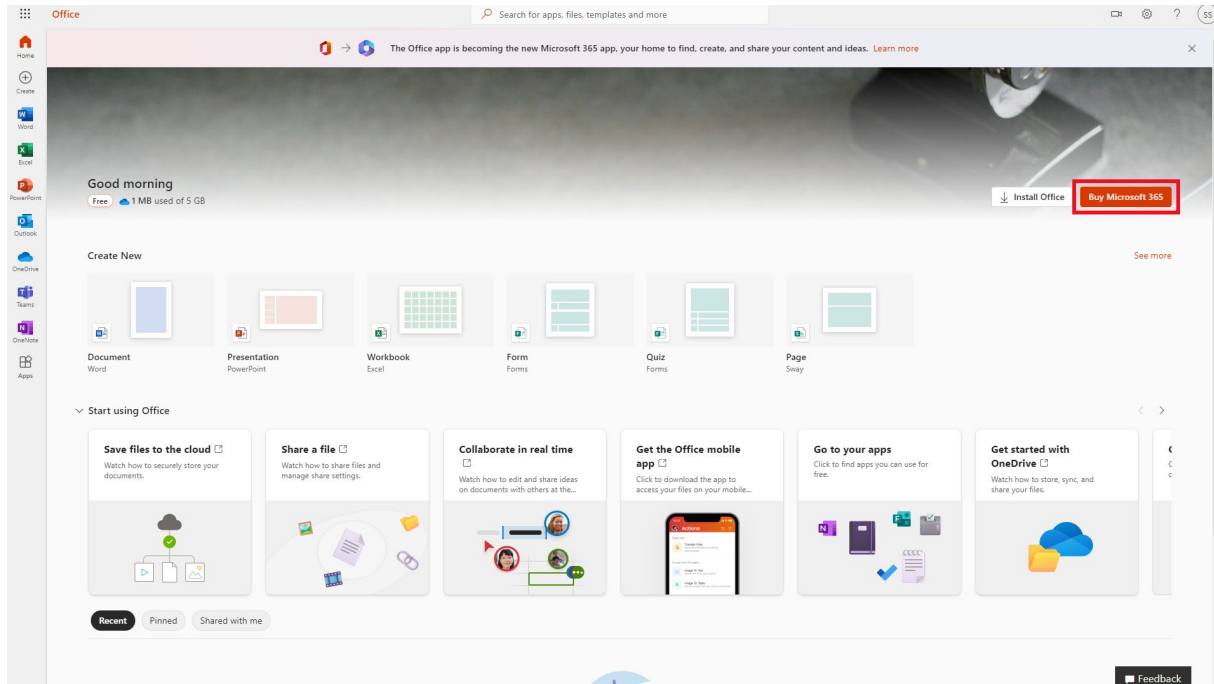 Office
Search for apps, files, templates and more
?
SS
The Office app is becoming the new Microsoft 365 app, your home to find, create, and share your content and ideas. Learn more
Home
Create
Word
Excel
PowerPoint
Outlook
OneDrive
Teams
OneNote
Apps
Good morning
Free 1 MB used of 5 GB
Install Office
Buy Microsoft 365
Create New
See more
Document
Word
Presentation
PowerPoint
Workbook
Excel
Form
Forms
Quiz
Forms
Page
Sway
Start using Office
Save files to the cloud
Watch how to securely store your
documents.
Share a file
Watch how to share files and
manage share settings.
Collaborate in real time
Watch how to edit and share ideas
on documents with others at the...
Get the Office mobile
app
Click to download the app to
access your files on your mobile...
Go to your apps
Click to find apps you can use for
free.
Get started with
OneDrive
Watch how to store, sync, and
share your files.
Actions
Transfer Files
Image To Text
Image To Table
Recent
Pinned
Shared with me
Feedback